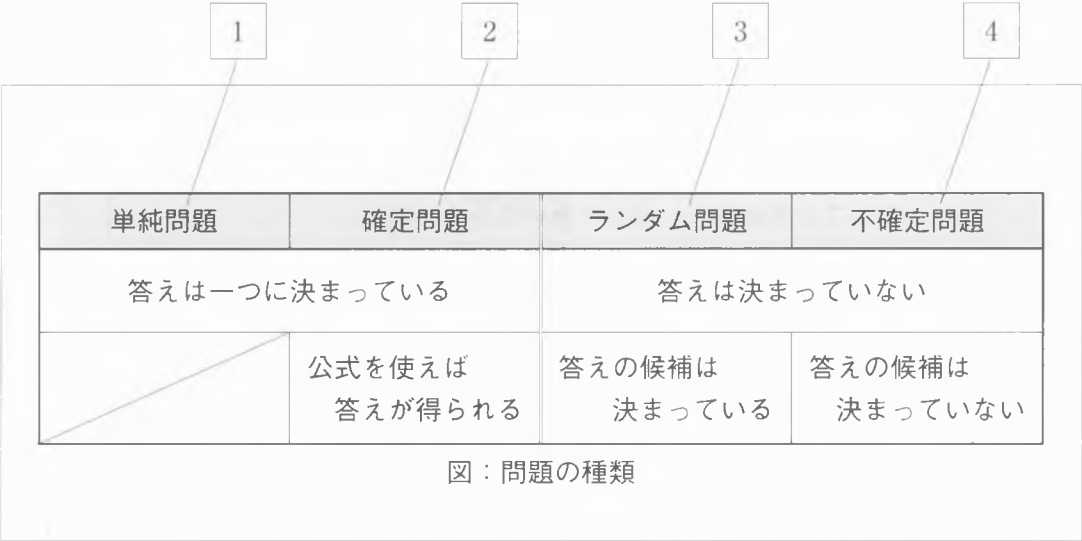 1 2 3 4
単純問題 確定問題 ランダム問題 不確定問題
答えは一つに決まっている 答えは決まっていない
公式を使えば 答えの候補は 答えの候補は
答えが得られる 決まっている 決まっていない
図：問題の種類